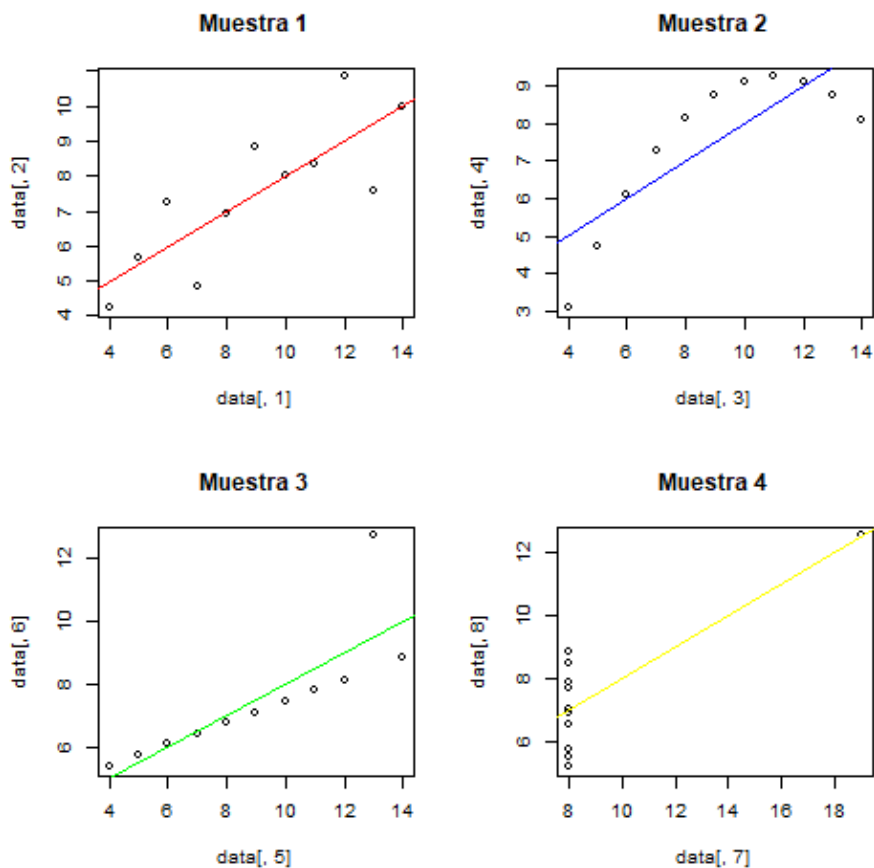 Muestra 1
10
9
8
7
6
5
4
data[, 2]
4 6 8 10 12 14
data[, 1]
Muestra 2
9
8
7
6
5
4
3
data[, 4]
4 6 8 10 12 14
data[, 3]
Muestra 3
12
10
8
6
data[, 6]
4 6 8 10 12 14
data[, 5]
Muestra 4
12
10
8
6
data[, 8]
8 10 12 14 16 18
data[, 7]